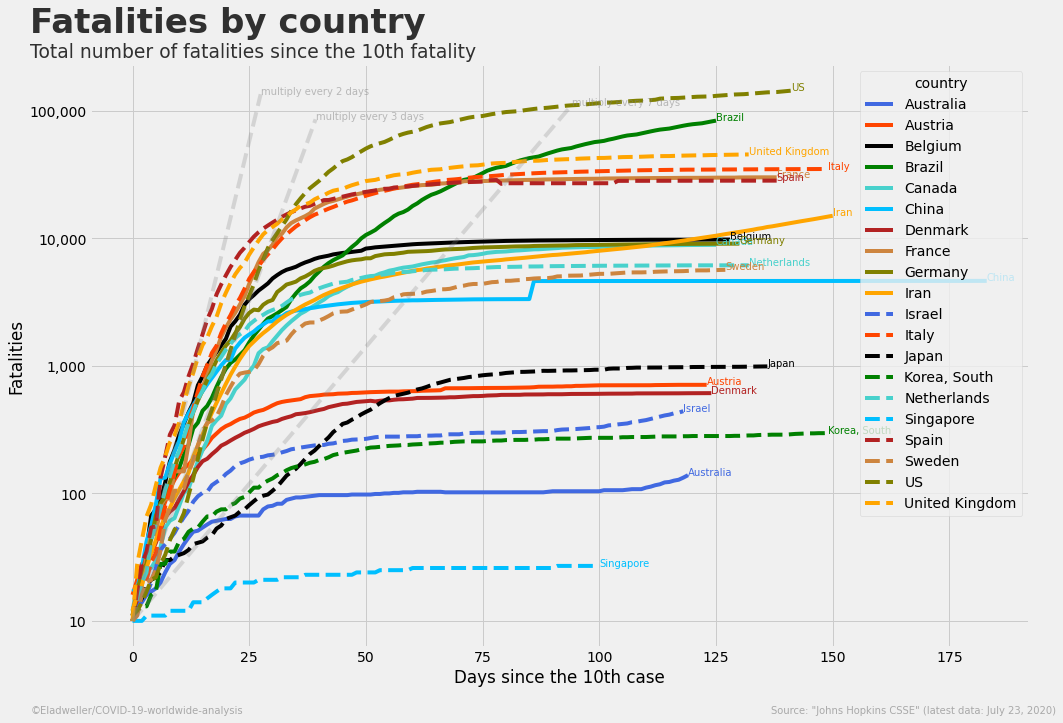 Fatalities by country
Total number of fatalities since the 10th fatality
multiply every 2 days
multiply every 3 days
multiply every 7 days
US
Brazil
United Kingdom
Italy
France
Spain
Iran
Belgium
Germany
Netherlands
Sweden
China
Japan
Austria
Denmark
Israel
Korea, South
Australia
Singapore
country
Australia
Austria
Belgium
Brazil
Canada
China
Denmark
France
Germany
Iran
Israel
Italy
Japan
Korea, South
Netherlands
Singapore
Spain
Sweden
US
United Kingdom
Fatalities
100,000
10,000
1,000
100
10
0 25 50 75 100 125 150 175
Days since the 10th case
©Eladweller/COVID-19-worldwide-analysis
Source: "Johns Hopkins CSSE" (latest data: July 23, 2020)